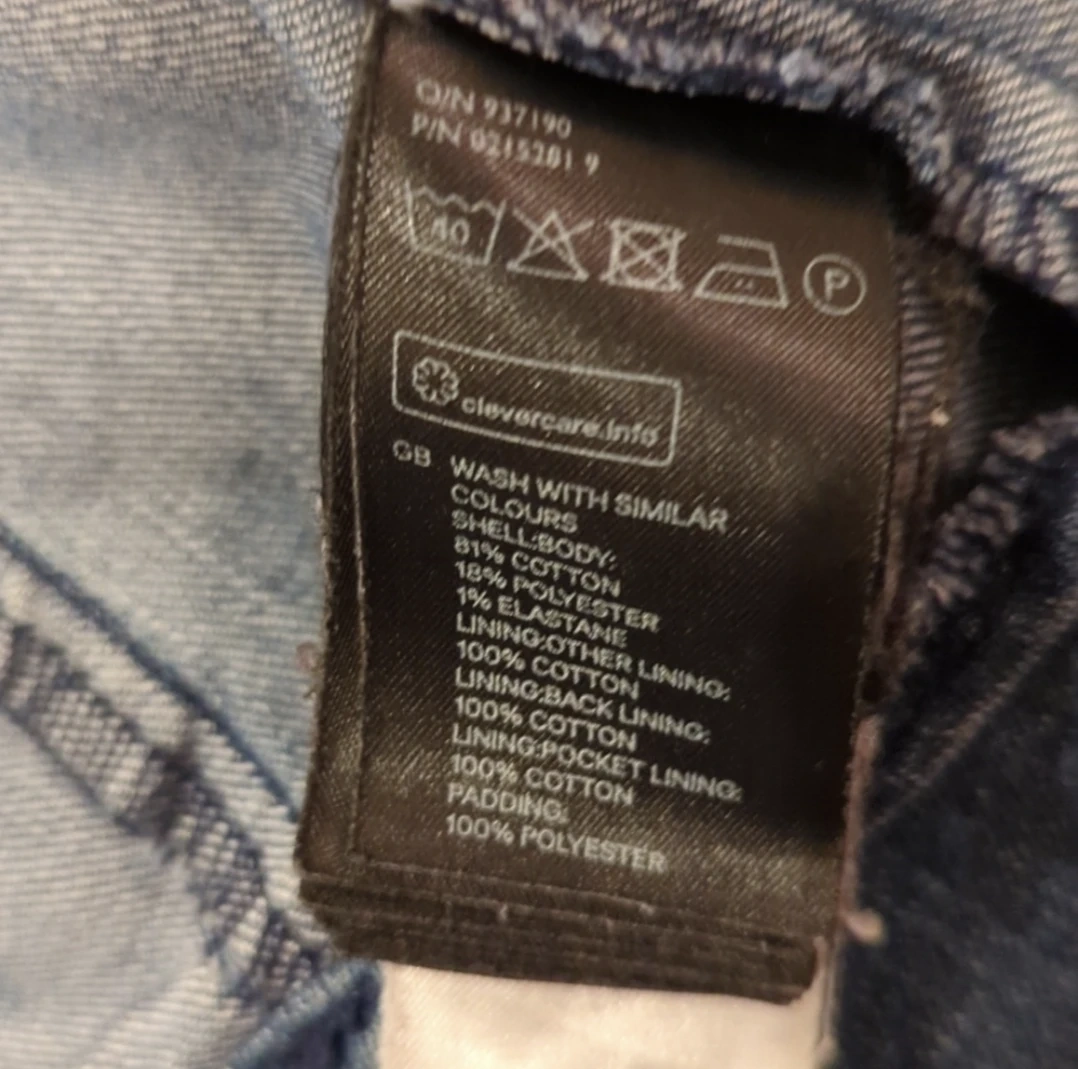 O/N 937190
P/N 0215281 9
40
P
clevercare.info
GB WASH WITH SIMILAR
COLOURS
SHELL:BODY:
81% COTTON
18% POLYESTER
1% ELASTANE
LINING:OTHER LINING:
100% COTTON
LINING:BACK LINING:
100% COTTON
LINING:POCKET LINING:
100% COTTON
PADDING:
100% POLYESTER